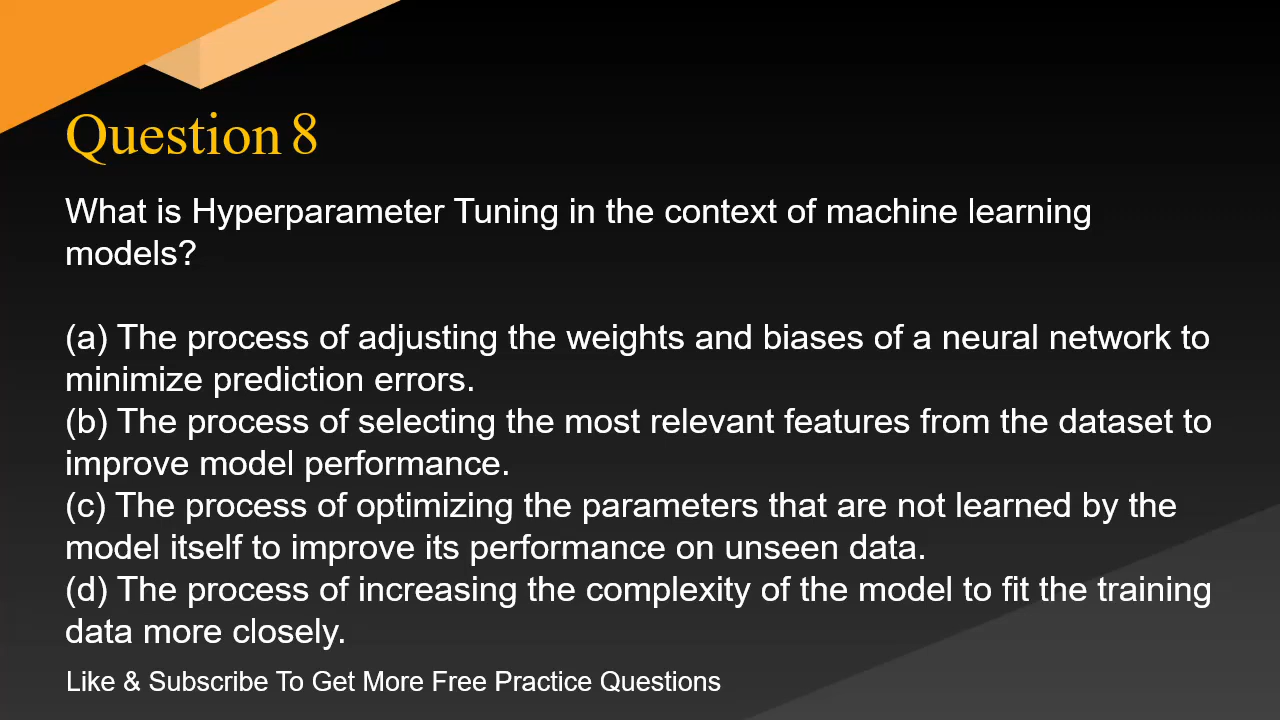 Question 8
What is Hyperparameter Tuning in the context of machine learning
models?
(a) The process of adjusting the weights and biases of a neural network to
minimize prediction errors.
(b) The process of selecting the most relevant features from the dataset to
improve model performance.
(c) The process of optimizing the parameters that are not learned by the
model itself to improve its performance on unseen data.
(d) The process of increasing the complexity of the model to fit the training
data more closely.
Like & Subscribe To Get More Free Practice Questions